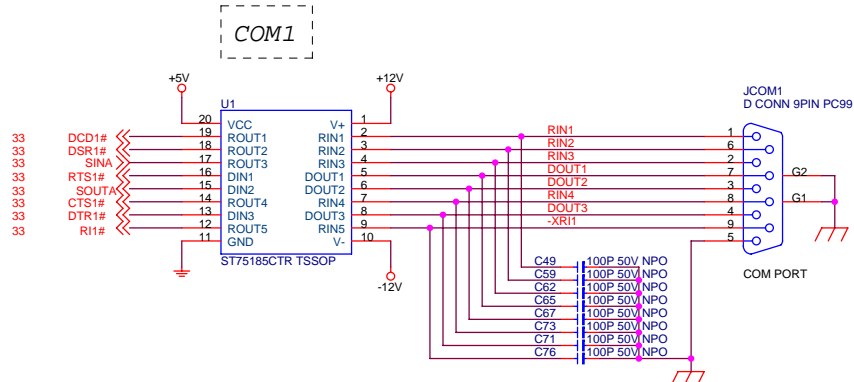 COM1
+5V
+12V
JCOM1
D CONN 9PIN PC99
U1
20 VCC V+ 1
33 DCD1# 19 ROUT1 RIN1 2 RIN1 1
33 DSR1# 18 ROUT2 RIN2 3 RIN2 6
33 SINA 17 ROUT3 RIN3 4 RIN3 2
33 RTS1# 16 DIN1 DOUT1 5 DOUT1 7 G2
33 SOUTA 15 DIN2 DOUT2 6 DOUT2 3
33 CTS1# 14 ROUT4 RIN4 7 RIN4 8 G1
33 DTR1# 13 DIN3 DOUT3 8 DOUT3 4
33 RI1# 12 ROUT5 RIN5 9 -XRI1 9
11 GND V- 10 5
ST75185CTR TSSOP
-12V
COM PORT
C49 100P 50V NPO
C59 100P 50V NPO
C62 100P 50V NPO
C65 100P 50V NPO
C67 100P 50V NPO
C73 100P 50V NPO
C71 100P 50V NPO
C76 100P 50V NPO